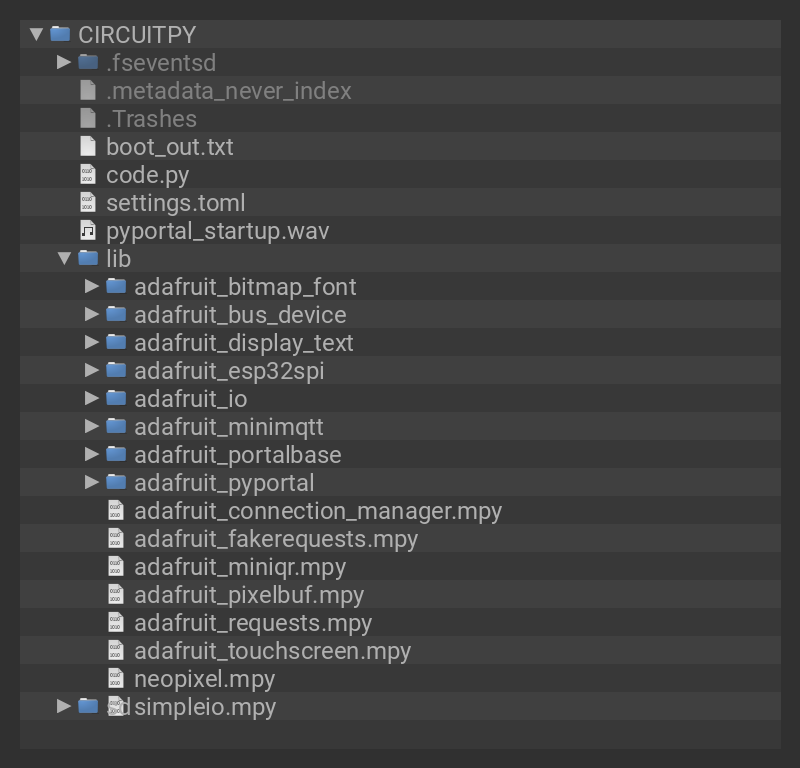 CIRCUITPY
.fseventsd
.metadata_never_index
.Trashes
boot_out.txt
code.py
settings.toml
pyportal_startup.wav
lib
adafruit_bitmap_font
adafruit_bus_device
adafruit_display_text
adafruit_esp32spi
adafruit_io
adafruit_minimqtt
adafruit_portalbase
adafruit_pyportal
adafruit_connection_manager.mpy
adafruit_fakerequests.mpy
adafruit_miniqr.mpy
adafruit_pixelbuf.mpy
adafruit_requests.mpy
adafruit_touchscreen.mpy
neopixel.mpy
sd simpleio.mpy